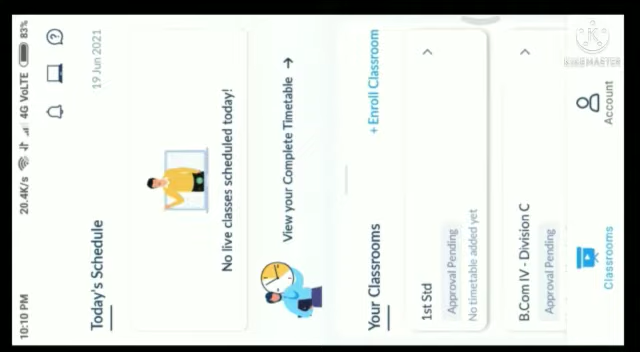 10:10 PM
20.4K/s
4G VoLTE
83%
Today's Schedule
19 Jun 2021
No live classes scheduled today!
View your Complete Timetable →
Your Classrooms
+ Enroll Classroom
1st Std
Approval Pending
No timetable added yet
B.Com IV - Division C
Approval Pending
Classrooms
Account
K
KINEMASTER